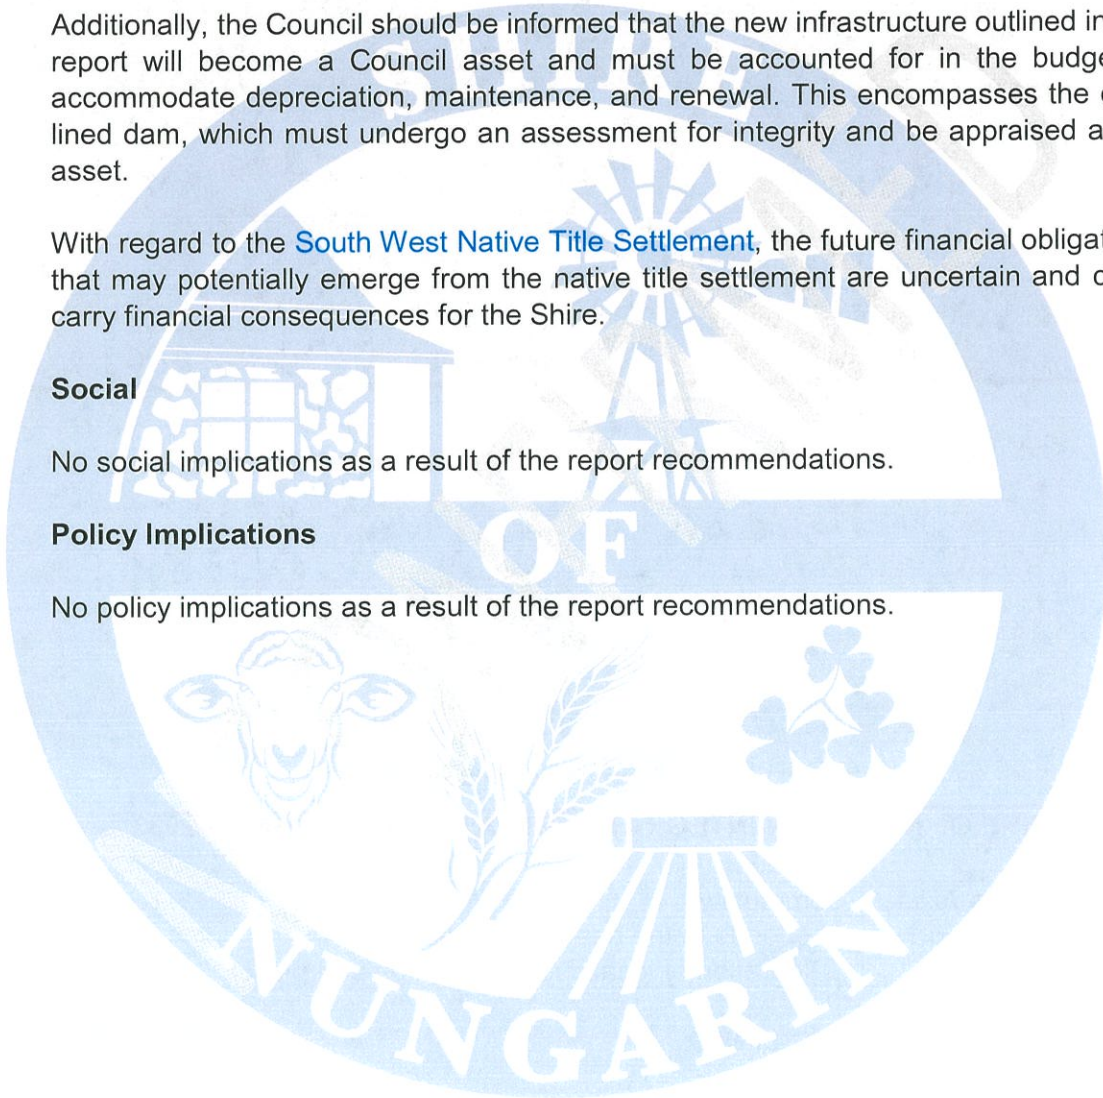 Additionally, the Council should be informed that the new infrastructure outlined in
report will become a Council asset and must be accounted for in the budge
accommodate depreciation, maintenance, and renewal. This encompasses the
lined dam, which must undergo an assessment for integrity and be appraised a
asset.
With regard to the South West Native Title Settlement, the future financial obligat
that may potentially emerge from the native title settlement are uncertain and
carry financial consequences for the Shire.
Social
No social implications as a result of the report recommendations.
Policy Implications
No policy implications as a result of the report recommendations.
SHIRE
OF
NUNGARIN